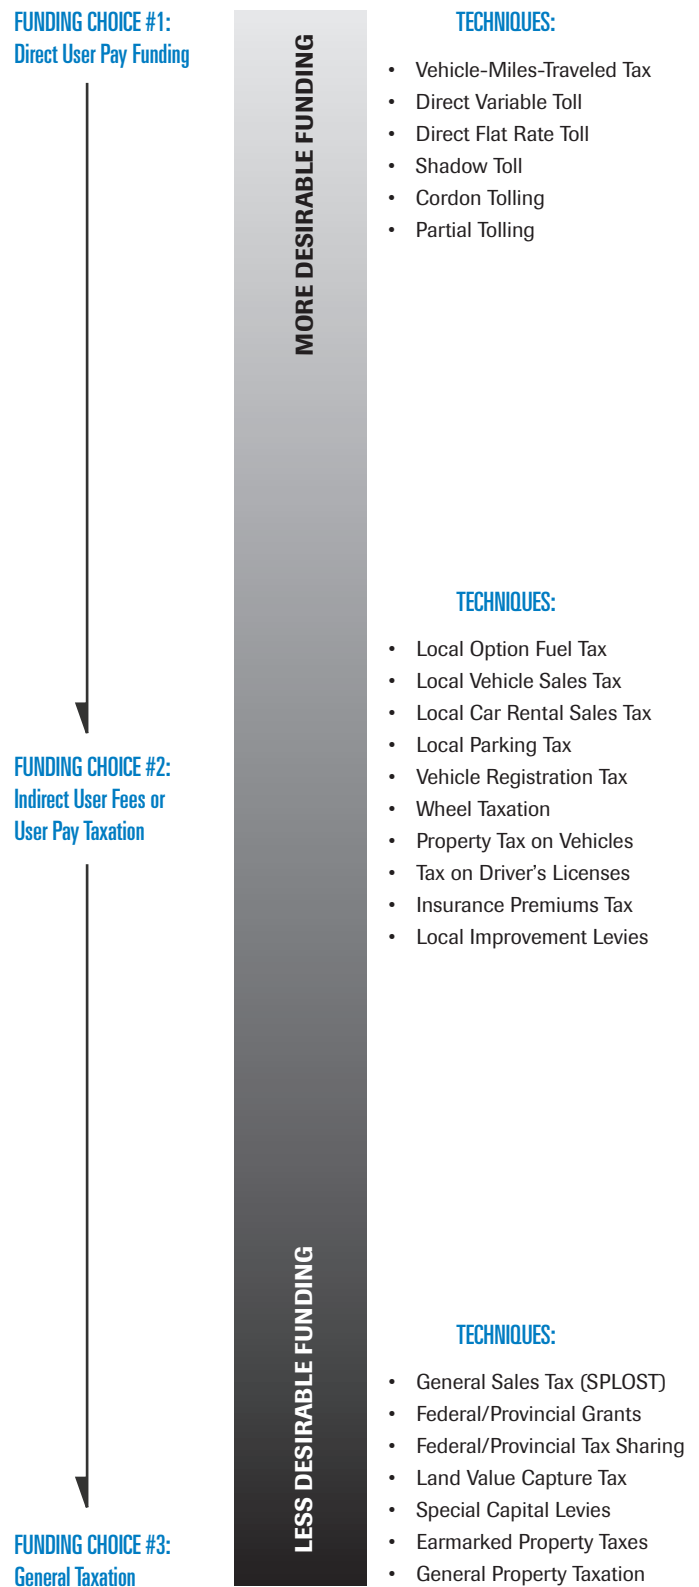 FUNDING CHOICE #1:
Direct User Pay Funding
MORE DESIRABLE FUNDING
TECHNIQUES:
• Vehicle-Miles-Traveled Tax
• Direct Variable Toll
• Direct Flat Rate Toll
• Shadow Toll
• Cordon Tolling
• Partial Tolling
FUNDING CHOICE #2:
Indirect User Fees or
User Pay Taxation
TECHNIQUES:
• Local Option Fuel Tax
• Local Vehicle Sales Tax
• Local Car Rental Sales Tax
• Local Parking Tax
• Vehicle Registration Tax
• Wheel Taxation
• Property Tax on Vehicles
• Tax on Driver's Licenses
• Insurance Premiums Tax
• Local Improvement Levies
FUNDING CHOICE #3:
General Taxation
LESS DESIRABLE FUNDING
TECHNIQUES:
• General Sales Tax (SPLOST)
• Federal/Provincial Grants
• Federal/Provincial Tax Sharing
• Land Value Capture Tax
• Special Capital Levies
• Earmarked Property Taxes
• General Property Taxation